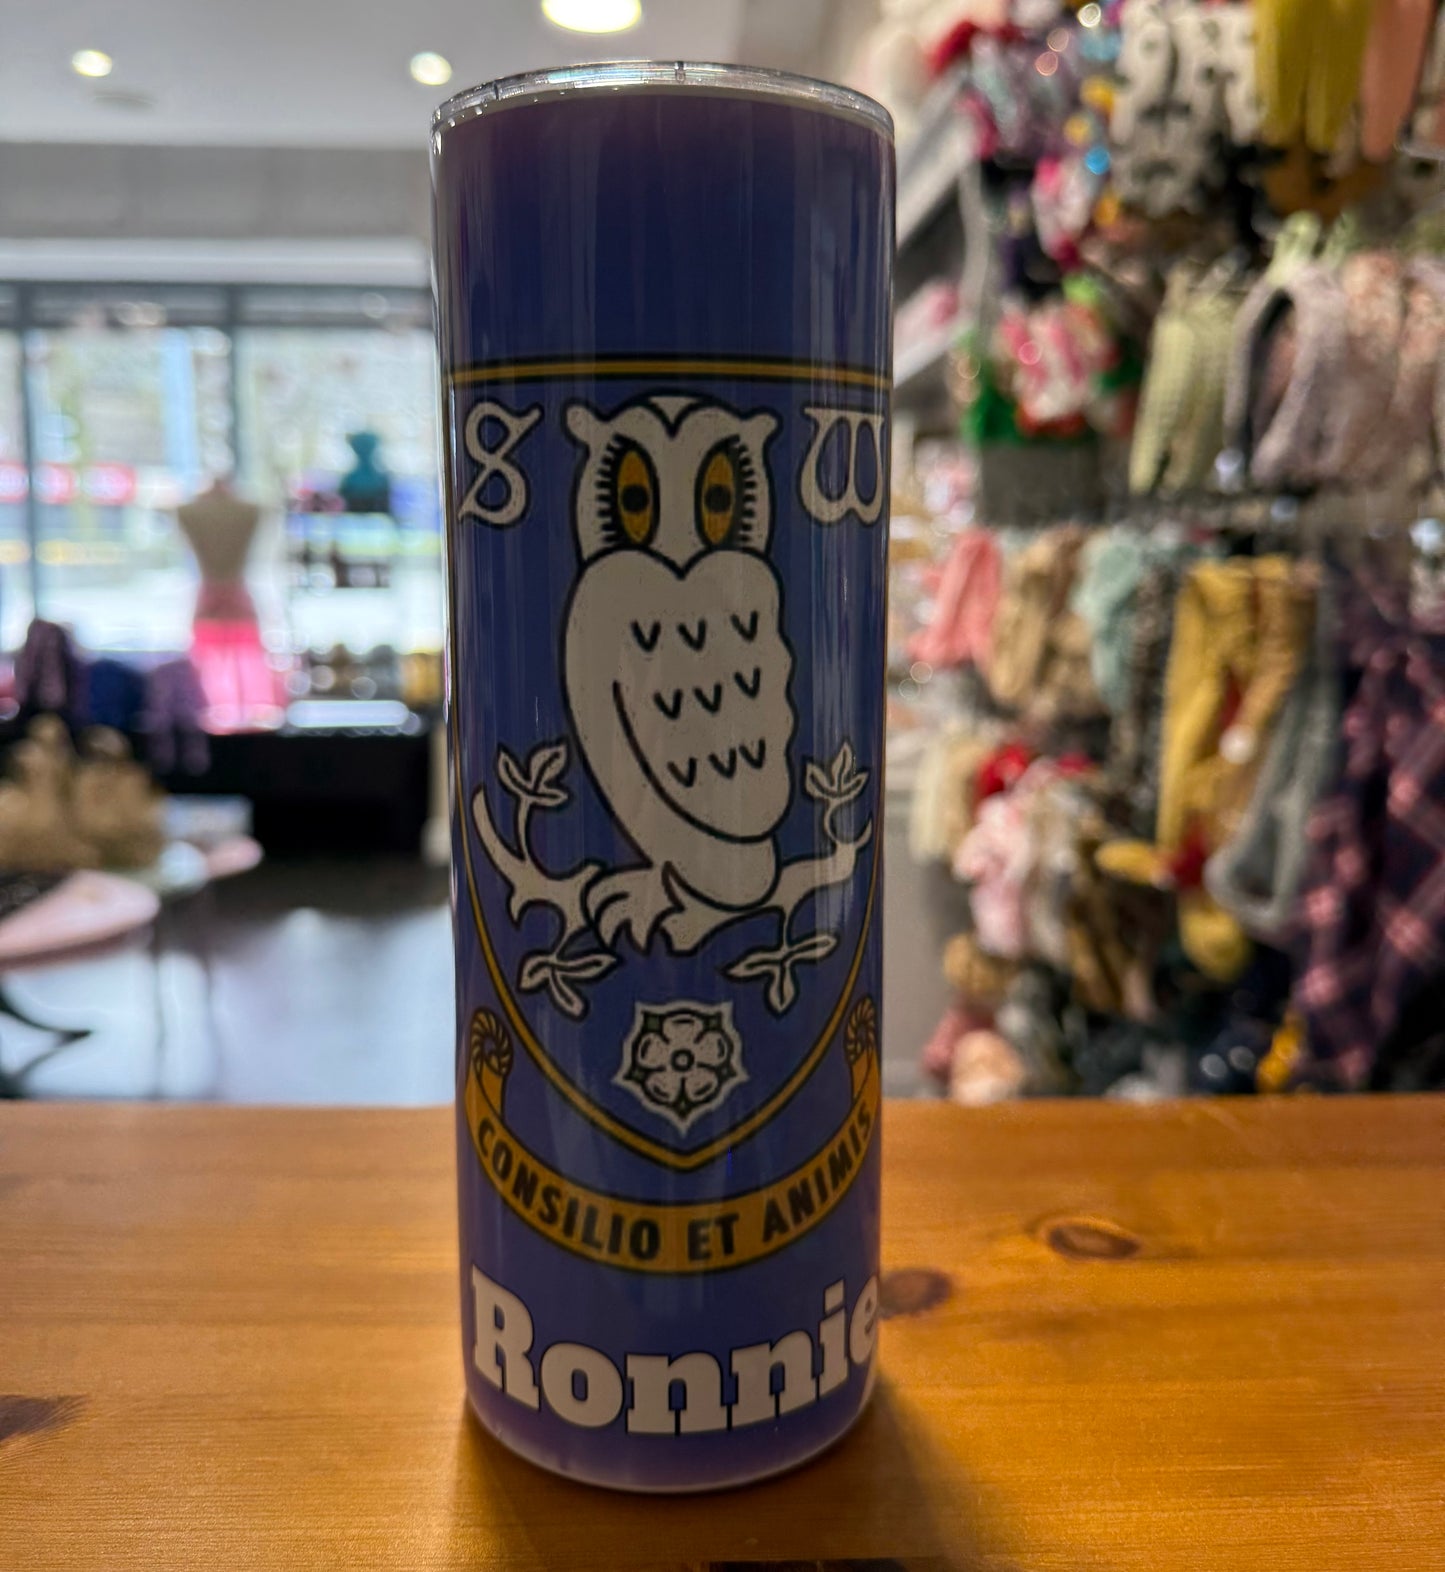 S W
CONSILIO ET ANIMIS
Ronnie